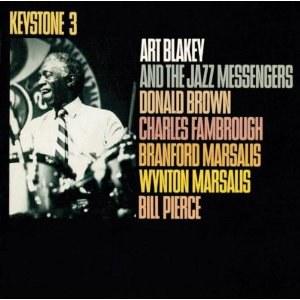 KEYSTONE 3
ART BLAKEY
AND THE JAZZ MESSENGERS
DONALD BROWN
CHARLES FAMBROUGH
BRANFORD MARSALIS
WYNTON MARSALIS
BILL PIERCE